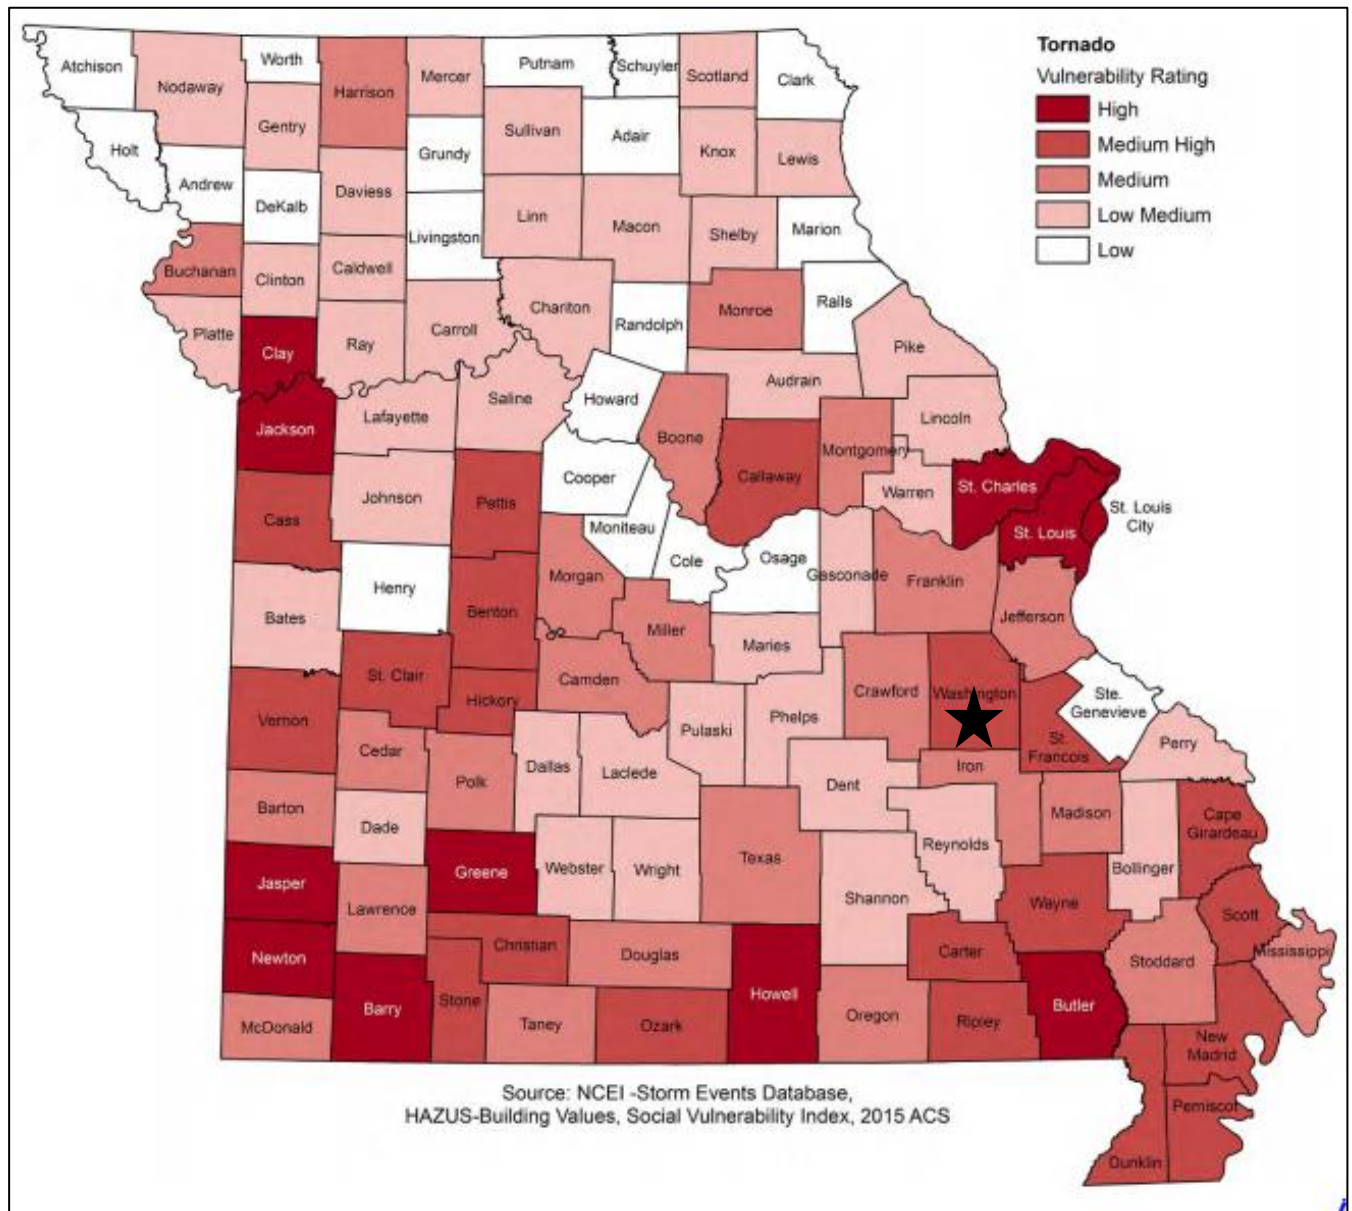 Tornado
Vulnerability Rating
High
Medium High
Medium
Low Medium
Low
Atchison
Nodaway
Worth
Harrison
Mercer
Putnam
Schuyler
Scotland
Clark
Holt
Gentry
Sullivan
Adair
Knox
Lewis
Grundy
Andrew
DeKalb
Daviess
Linn
Macon
Shelby
Marion
Livingston
Buchanan
Clinton
Caldwell
Chariton
Randolph
Monroe
Ralls
Platte
Clay
Ray
Carroll
Pike
Audrain
Jackson
Lafayette
Saline
Howard
Boone
Lincoln
Callaway
Montgomery
Warren
St. Charles
St. Louis
St. Louis
City
Cass
Johnson
Pettis
Cooper
Moniteau
Cole
Osage
Gasconade
Franklin
Jefferson
Bates
Henry
Benton
Morgan
Miller
Maries
Vernon
St. Clair
Hickory
Camden
Pulaski
Phelps
Crawford
Washington
St.
Francois
Ste.
Genevieve
Perry
Cedar
Polk
Dallas
Laclede
Dent
Iron
Barton
Dade
Madison
Cape
Girardeau
Reynolds
Bollinger
Jasper
Greene
Webster
Wright
Texas
Shannon
Lawrence
Wayne
Scott
Newton
Christian
Douglas
Carter
Stoddard
Mississippi
McDonald
Barry
Stone
Taney
Ozark
Howell
Oregon
Ripley
Butler
New
Madrid
Pemiscot
Dunklin
Source: NCEI -Storm Events Database,
HAZUS-Building Values, Social Vulnerability Index, 2015 ACS